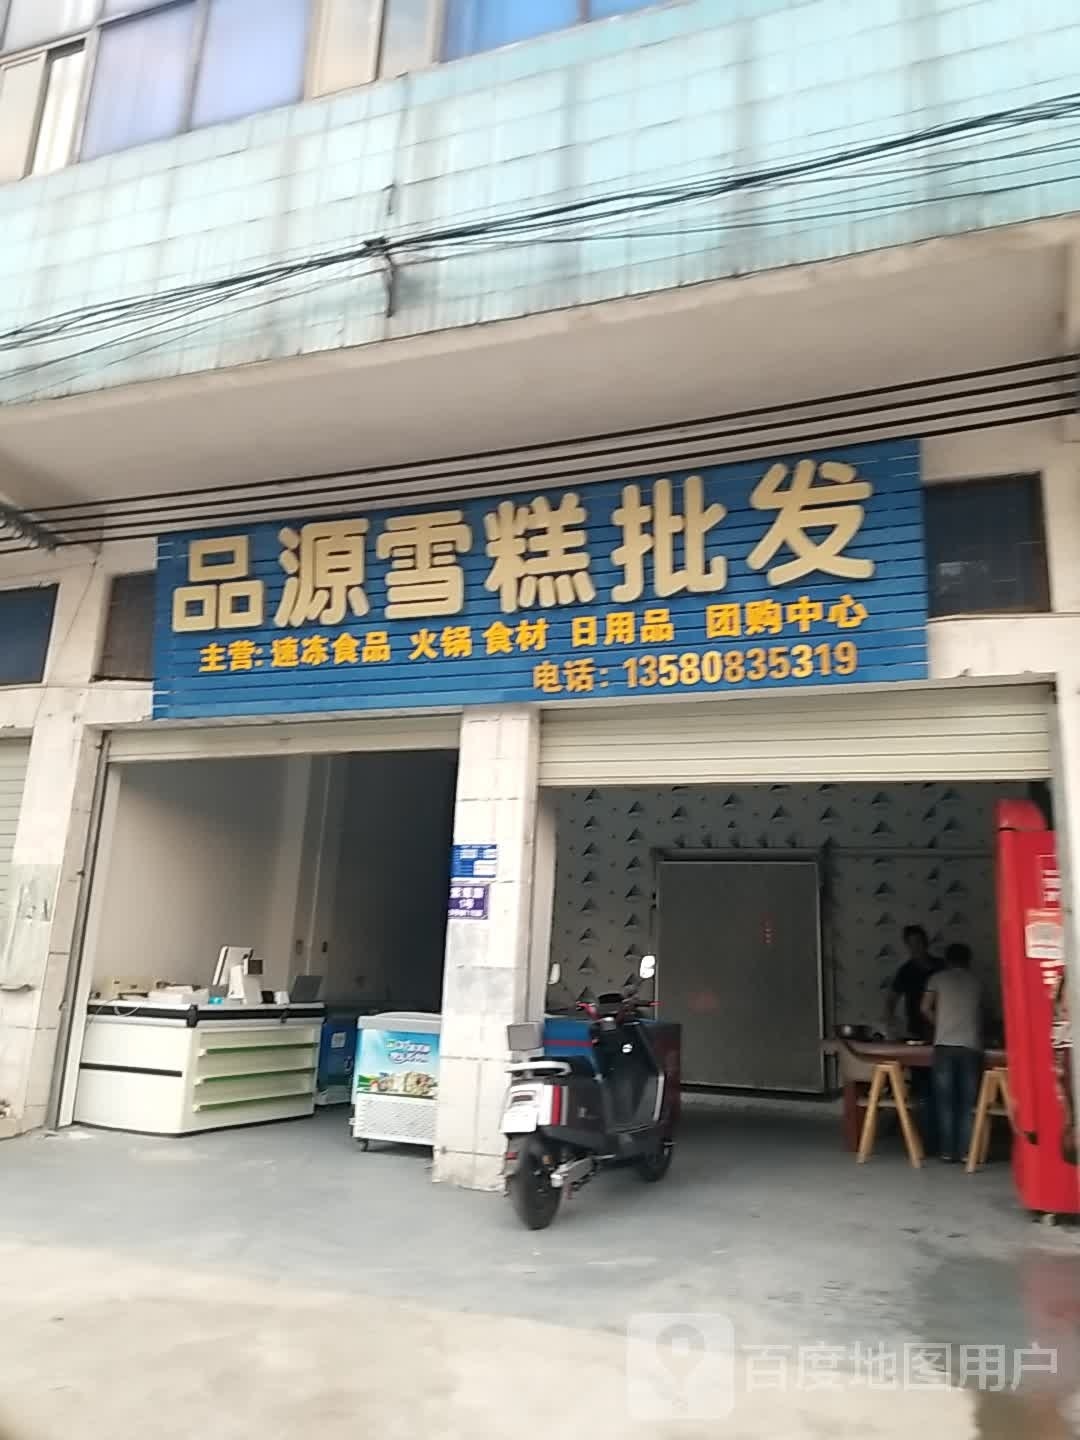 品源雪糕批发
主营:速冻食品 火锅食材 日用品 团购中心
电话:13580835319
百度地图用户